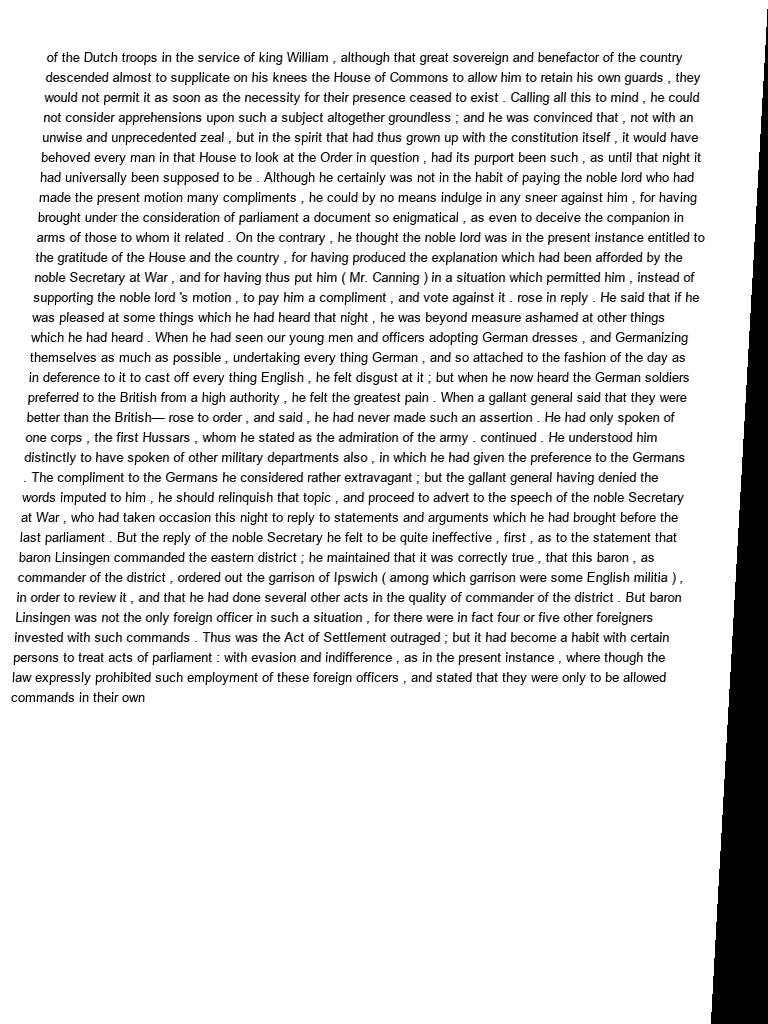 of the Dutch troops in the service of king William , although that great sovereign and benefactor of the country
descended almost to supplicate on his knees the House of Commons to allow him to retain his own guards , they
would not permit it as soon as the necessity for their presence ceased to exist . Calling all this to mind , he could
not consider apprehensions upon such a subject altogether groundless ; and he was convinced that , not with an
unwise and unprecedented zeal , but in the spirit that had thus grown up with the constitution itself , it would have
behoved every man in that House to look at the Order in question , had its purport been such , as until that night it
had universally been supposed to be . Although he certainly was not in the habit of paying the noble lord who had
made the present motion many compliments , he could by no means indulge in any sneer against him , for having
brought under the consideration of parliament a document so enigmatical , as even to deceive the companion in
arms of those to whom it related . On the contrary , he thought the noble lord was in the present instance entitled to
the gratitude of the House and the country , for having produced the explanation which had been afforded by the
noble Secretary at War , and for having thus put him ( Mr. Canning ) in a situation which permitted him , instead of
supporting the noble lord 's motion , to pay him a compliment , and vote against it . rose in reply . He said that if he
was pleased at some things which he had heard that night , he was beyond measure ashamed at other things
which he had heard . When he had seen our young men and officers adopting German dresses , and Germanizing
themselves as much as possible , undertaking every thing German , and so attached to the fashion of the day as
in deference to it to cast off every thing English , he felt disgust at it ; but when he now heard the German soldiers
preferred to the British from a high authority , he felt the greatest pain . When a gallant general said that they were
better than the British— rose to order , and said , he had never made such an assertion . He had only spoken of
one corps , the first Hussars , whom he stated as the admiration of the army . continued . He understood him
distinctly to have spoken of other military departments also , in which he had given the preference to the Germans
. The compliment to the Germans he considered rather extravagant ; but the gallant general having denied the
words imputed to him , he should relinquish that topic , and proceed to advert to the speech of the noble Secretary
at War , who had taken occasion this night to reply to statements and arguments which he had brought before the
last parliament . But the reply of the noble Secretary he felt to be quite ineffective , first , as to the statement that
baron Linsingen commanded the eastern district ; he maintained that it was correctly true , that this baron , as
commander of the district , ordered out the garrison of Ipswich ( among which garrison were some English militia ) ,
in order to review it , and that he had done several other acts in the quality of commander of the district . But baron
Linsingen was not the only foreign officer in such a situation , for there were in fact four or five other foreigners
invested with such commands . Thus was the Act of Settlement outraged ; but it had become a habit with certain
persons to treat acts of parliament : with evasion and indifference , as in the present instance , where though the
law expressly prohibited such employment of these foreign officers , and stated that they were only to be allowed
commands in their own